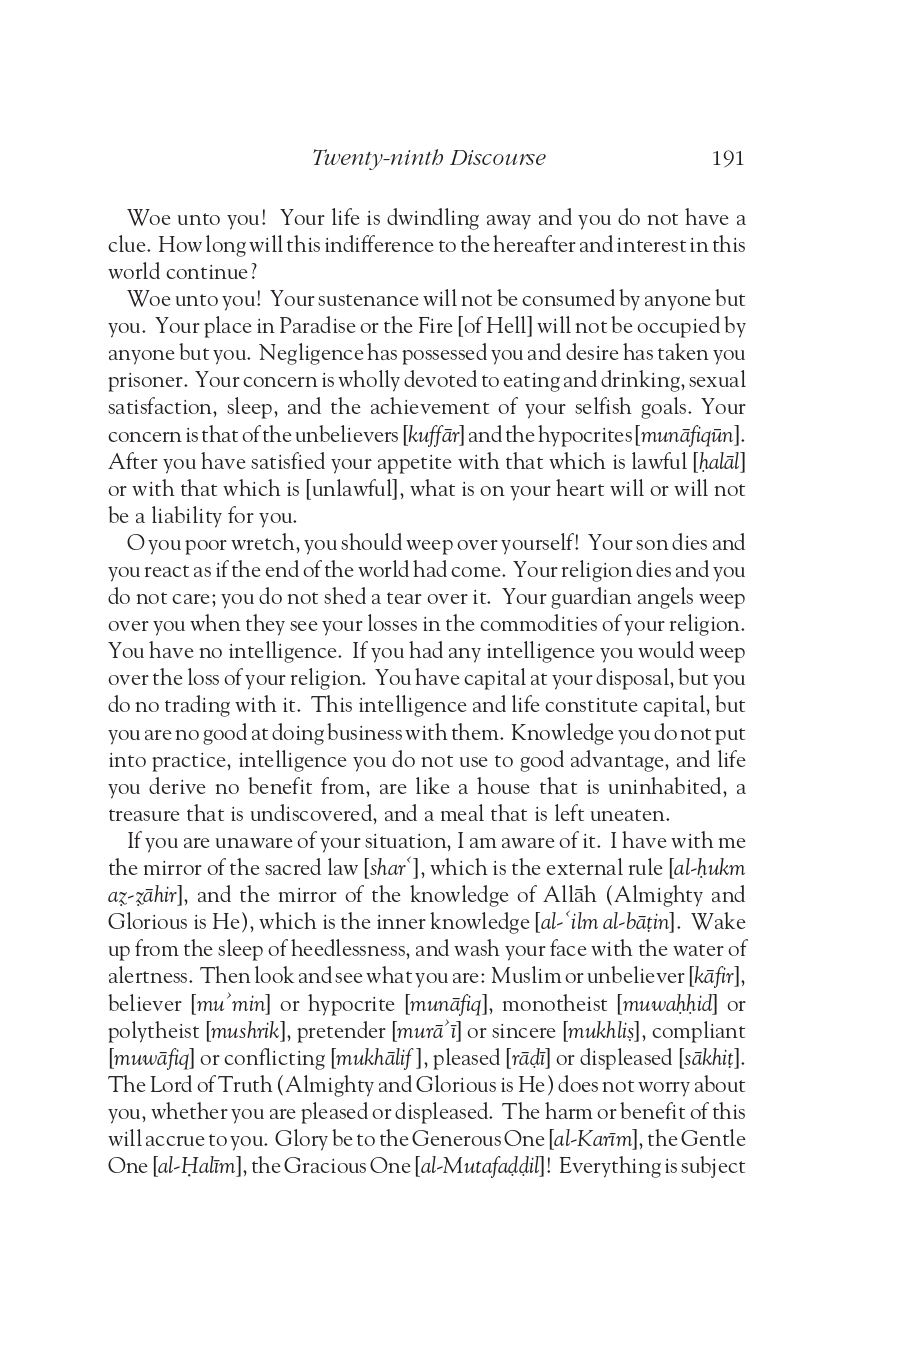 Twenty-ninth Discourse 191
Woe unto you! Your life is dwindling away and you do not have a
clue. How long will this indifference to the hereafter and interest in this
world continue?
Woe unto you! Your sustenance will not be consumed by anyone but
you. Your place in Paradise or the Fire [of Hell] will not be occupied by
anyone but you. Negligence has possessed you and desire has taken you
prisoner. Your concern is wholly devoted to eating and drinking, sexual
satisfaction, sleep, and the achievement of your selfish goals. Your
concern is that of the unbelievers [kuffār] and the hypocrites [munāfiqūn].
After you have satisfied your appetite with that which is lawful [ḥalāl]
or with that which is [unlawful], what is on your heart will or will not
be a liability for you.
O you poor wretch, you should weep over yourself! Your son dies and
you react as if the end of the world had come. Your religion dies and you
do not care; you do not shed a tear over it. Your guardian angels weep
over you when they see your losses in the commodities of your religion.
You have no intelligence. If you had any intelligence you would weep
over the loss of your religion. You have capital at your disposal, but you
do no trading with it. This intelligence and life constitute capital, but
you are no good at doing business with them. Knowledge you do not put
into practice, intelligence you do not use to good advantage, and life
you derive no benefit from, are like a house that is uninhabited, a
treasure that is undiscovered, and a meal that is left uneaten.
If you are unaware of your situation, I am aware of it. I have with me
the mirror of the sacred law [sharʿ], which is the external rule [al-ḥukm
aẓ-ẓāhir], and the mirror of the knowledge of Allāh (Almighty and
Glorious is He), which is the inner knowledge [al-ʿilm al-bāṭin]. Wake
up from the sleep of heedlessness, and wash your face with the water of
alertness. Then look and see what you are: Muslim or unbeliever [kāfir],
believer [muʾmin] or hypocrite [munāfiq], monotheist [muwaḥḥid] or
polytheist [mushrik], pretender [murāʾī] or sincere [mukhliṣ], compliant
[muwāfiq] or conflicting [mukhālif], pleased [rāḍī] or displeased [sākhiṭ].
The Lord of Truth (Almighty and Glorious is He) does not worry about
you, whether you are pleased or displeased. The harm or benefit of this
will accrue to you. Glory be to the Generous One [al-Karīm], the Gentle
One [al-Ḥalīm], the Gracious One [al-Mutafaḍḍil]! Everything is subject